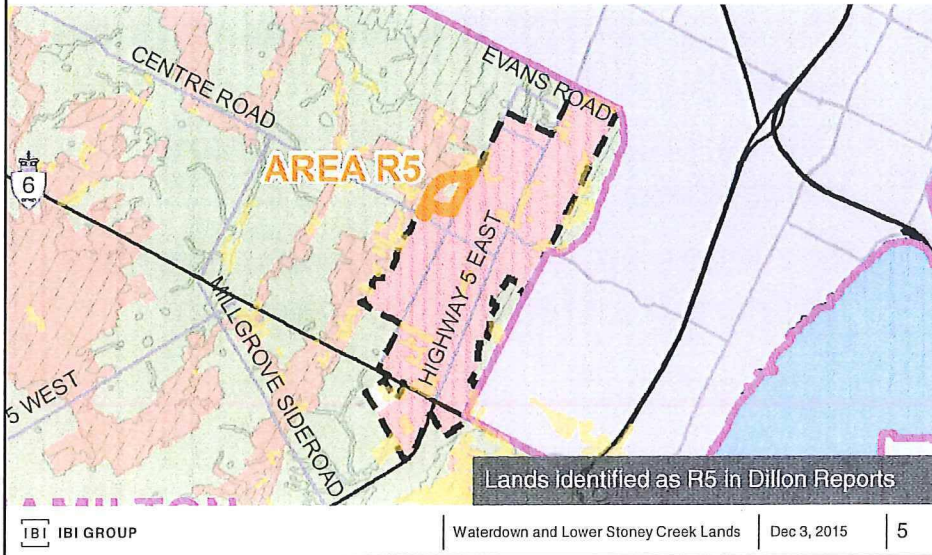 EVANS ROAD
CENTRE ROAD
AREA R5
6
HIGHWAY 5 EAST
MILLGROVE SIDEROAD
5 WEST
Lands identified as R5 in Dillon Reports
IBI IBI GROUP
Waterdown and Lower Stoney Creek Lands
Dec 3, 2015
5